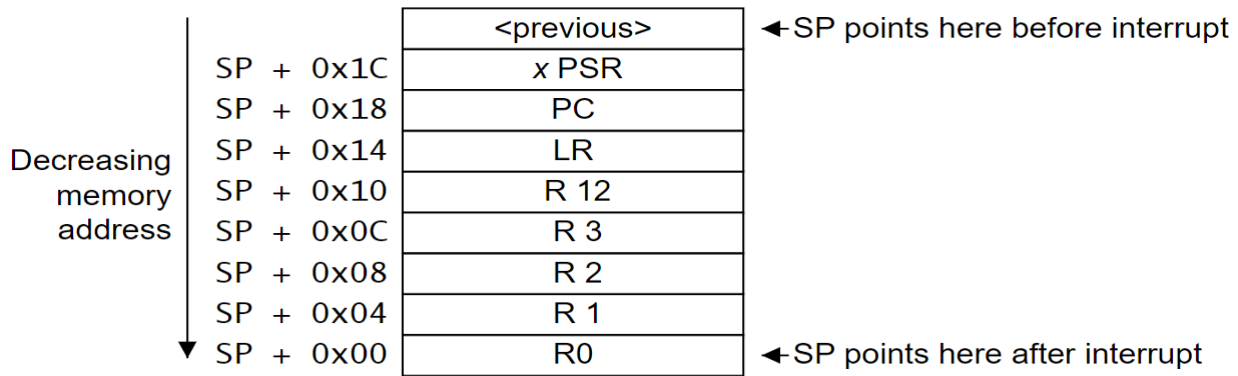 <previous> ◄SP points here before interrupt
SP + 0x1C x PSR
SP + 0x18 PC
SP + 0x14 LR
SP + 0x10 R 12
SP + 0x0C R 3
SP + 0x08 R 2
SP + 0x04 R 1
SP + 0x00 R0 ◄SP points here after interrupt
Decreasing
memory
address